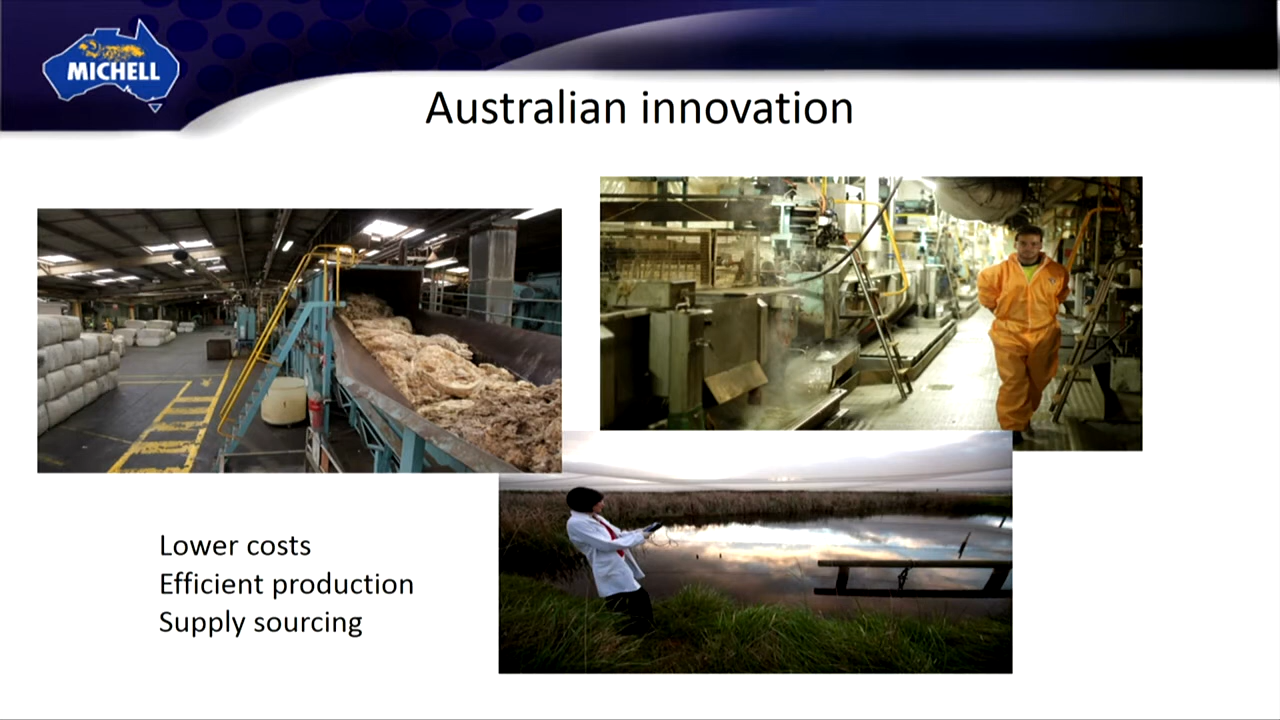 MICHELL
Australian innovation
Lower costs
Efficient production
Supply sourcing